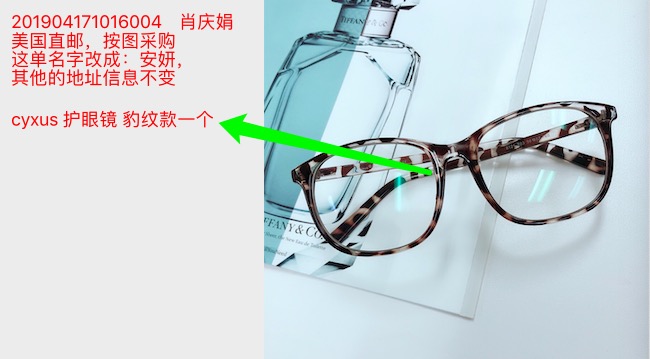 201904171016004 肖庆娟
美国直邮，按图采购
这单名字改成：安妍，
其他的地址信息不变
cyxus 护眼镜 豹纹款一个
TIFFANY & CO.